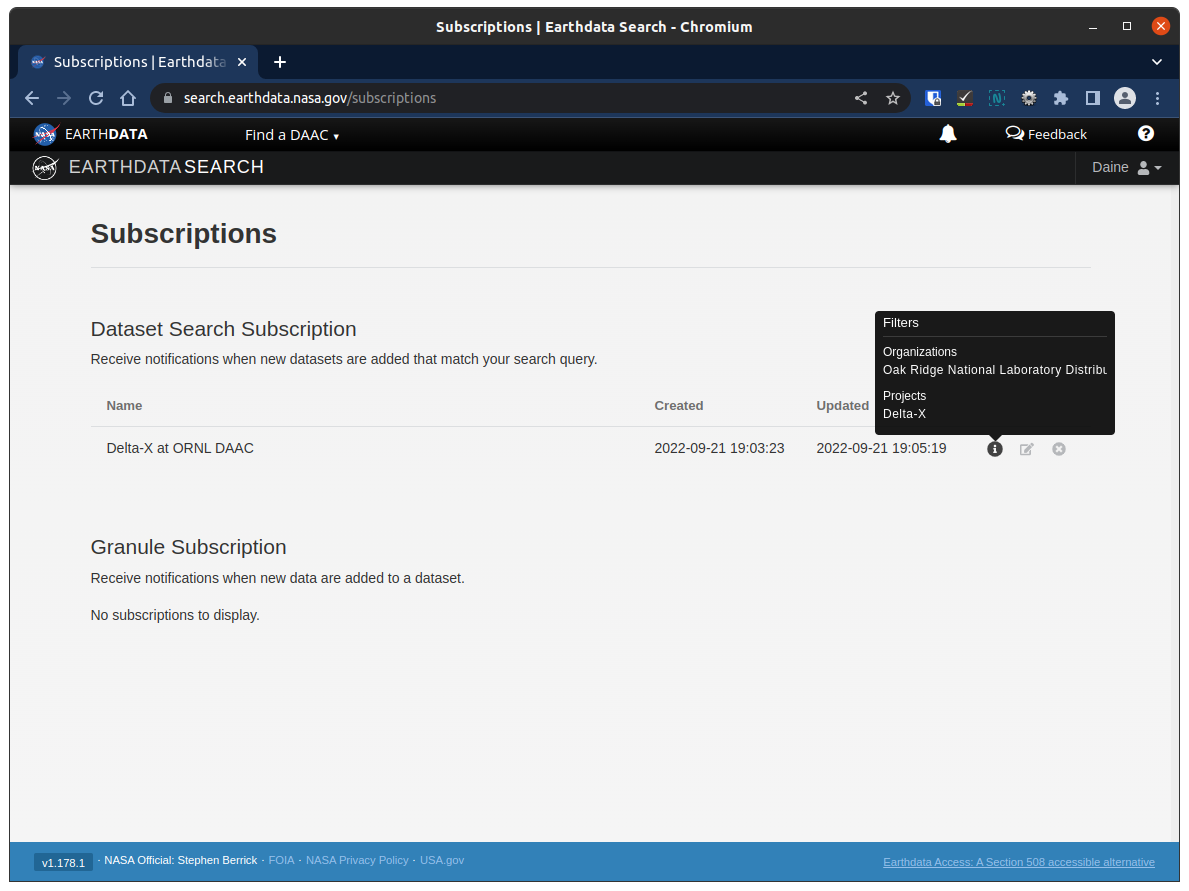 Subscriptions | Earthdata Search - Chromium
Subscriptions | Earthdata
search.earthdata.nasa.gov/subscriptions
EARTHDATA
Find a DAAC ▾
Feedback
EARTHDATA SEARCH
Daine
Subscriptions
Dataset Search Subscription
Receive notifications when new datasets are added that match your search query.
Filters
Organizations
Oak Ridge National Laboratory Distribu
Projects
Delta-X
Name Created Updated
Delta-X at ORNL DAAC 2022-09-21 19:03:23 2022-09-21 19:05:19
Granule Subscription
Receive notifications when new data are added to a dataset.
No subscriptions to display.
v1.178.1 · NASA Official: Stephen Berrick · FOIA · NASA Privacy Policy · USA.gov
Earthdata Access: A Section 508 accessible alternative